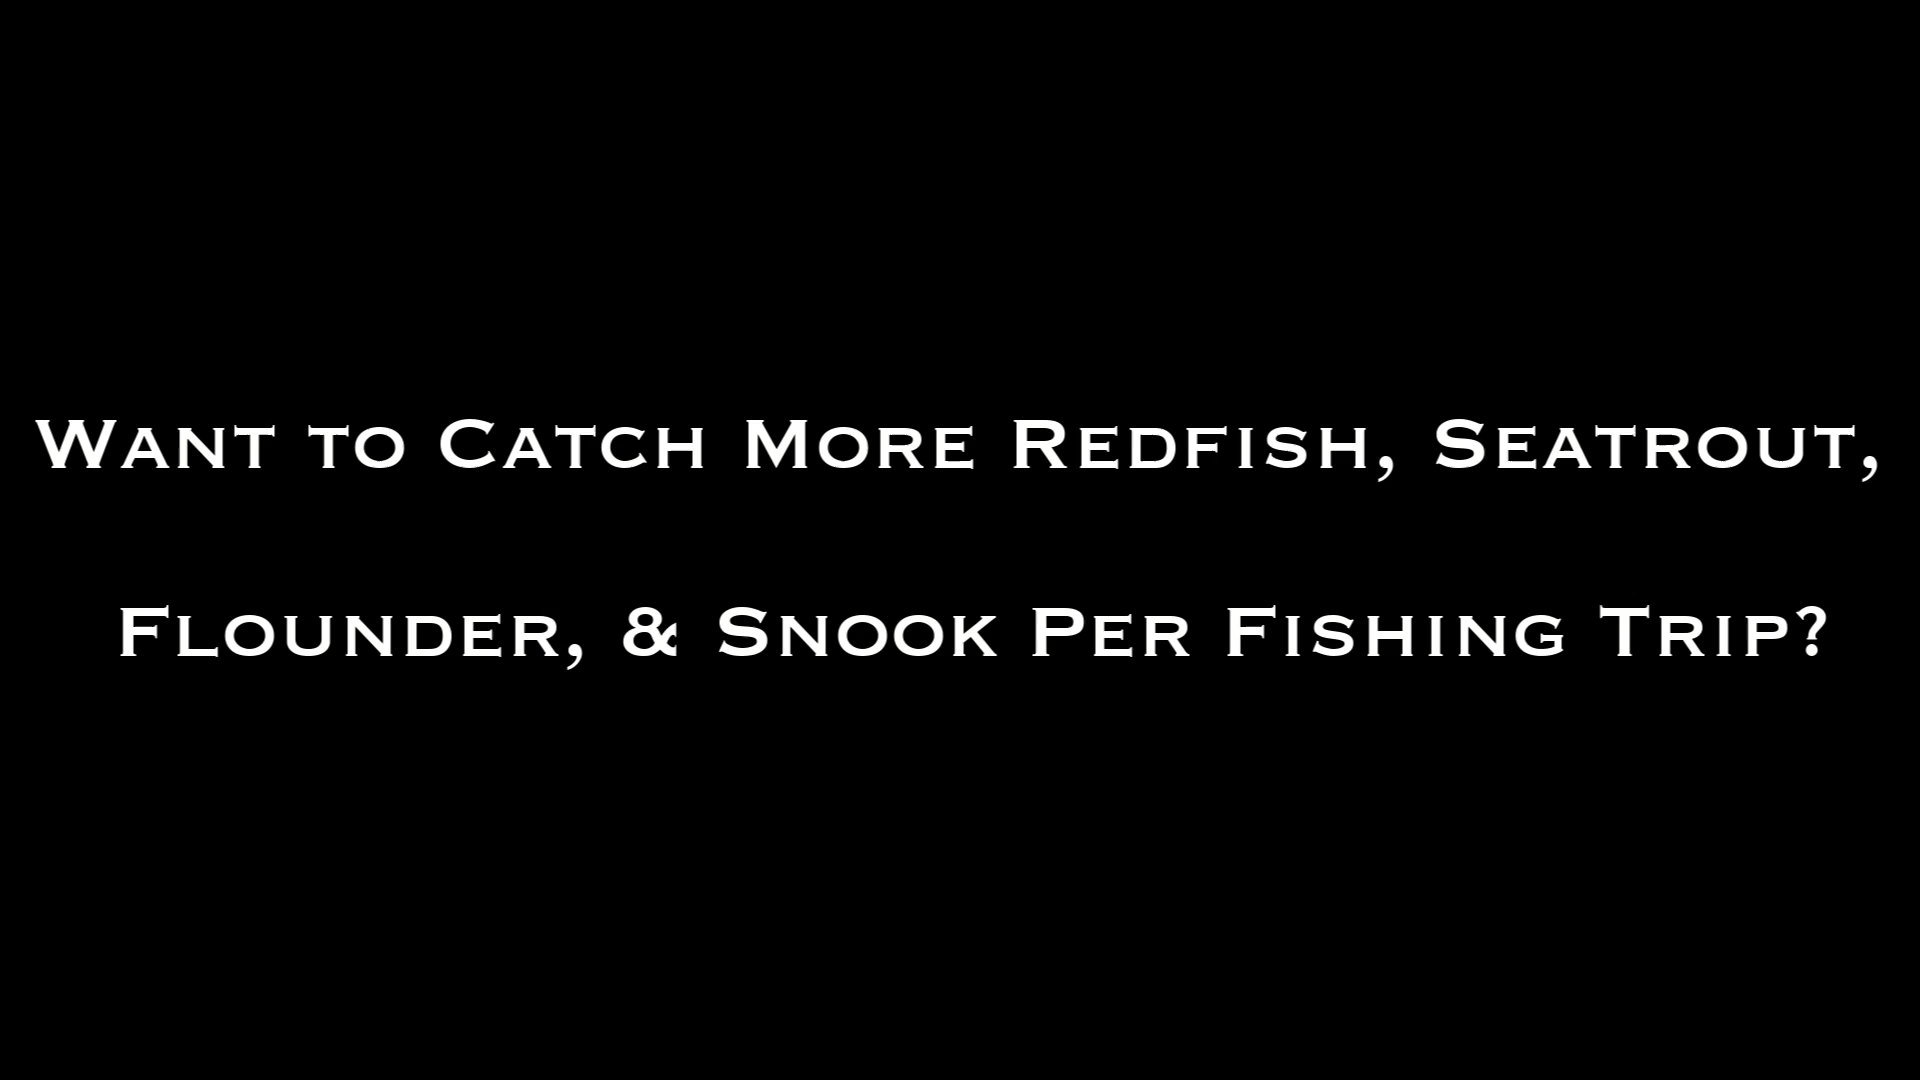 Want to Catch More Redfish, Seatrout,
Flounder, & Snook Per Fishing Trip?